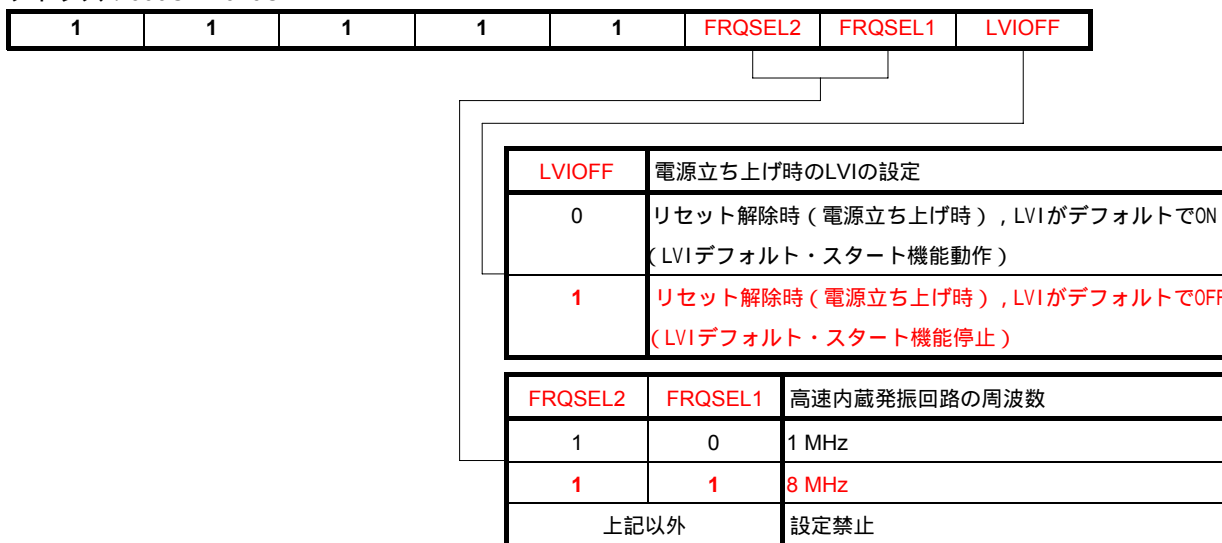 1 1 1 1 1 FRQSEL2 FRQSEL1 LVIOFF
LVIOFF 電源立ち上げ時のLVIの設定
0 リセット解除時（電源立ち上げ時）, LVIがデフォルトでON
（LVIデフォルト・スタート機能動作）
1 リセット解除時（電源立ち上げ時）, LVIがデフォルトでOFF
（LVIデフォルト・スタート機能停止）
FRQSEL2 FRQSEL1 高速内蔵発振回路の周波数
1 0 1 MHz
1 1 8 MHz
上記以外 設定禁止